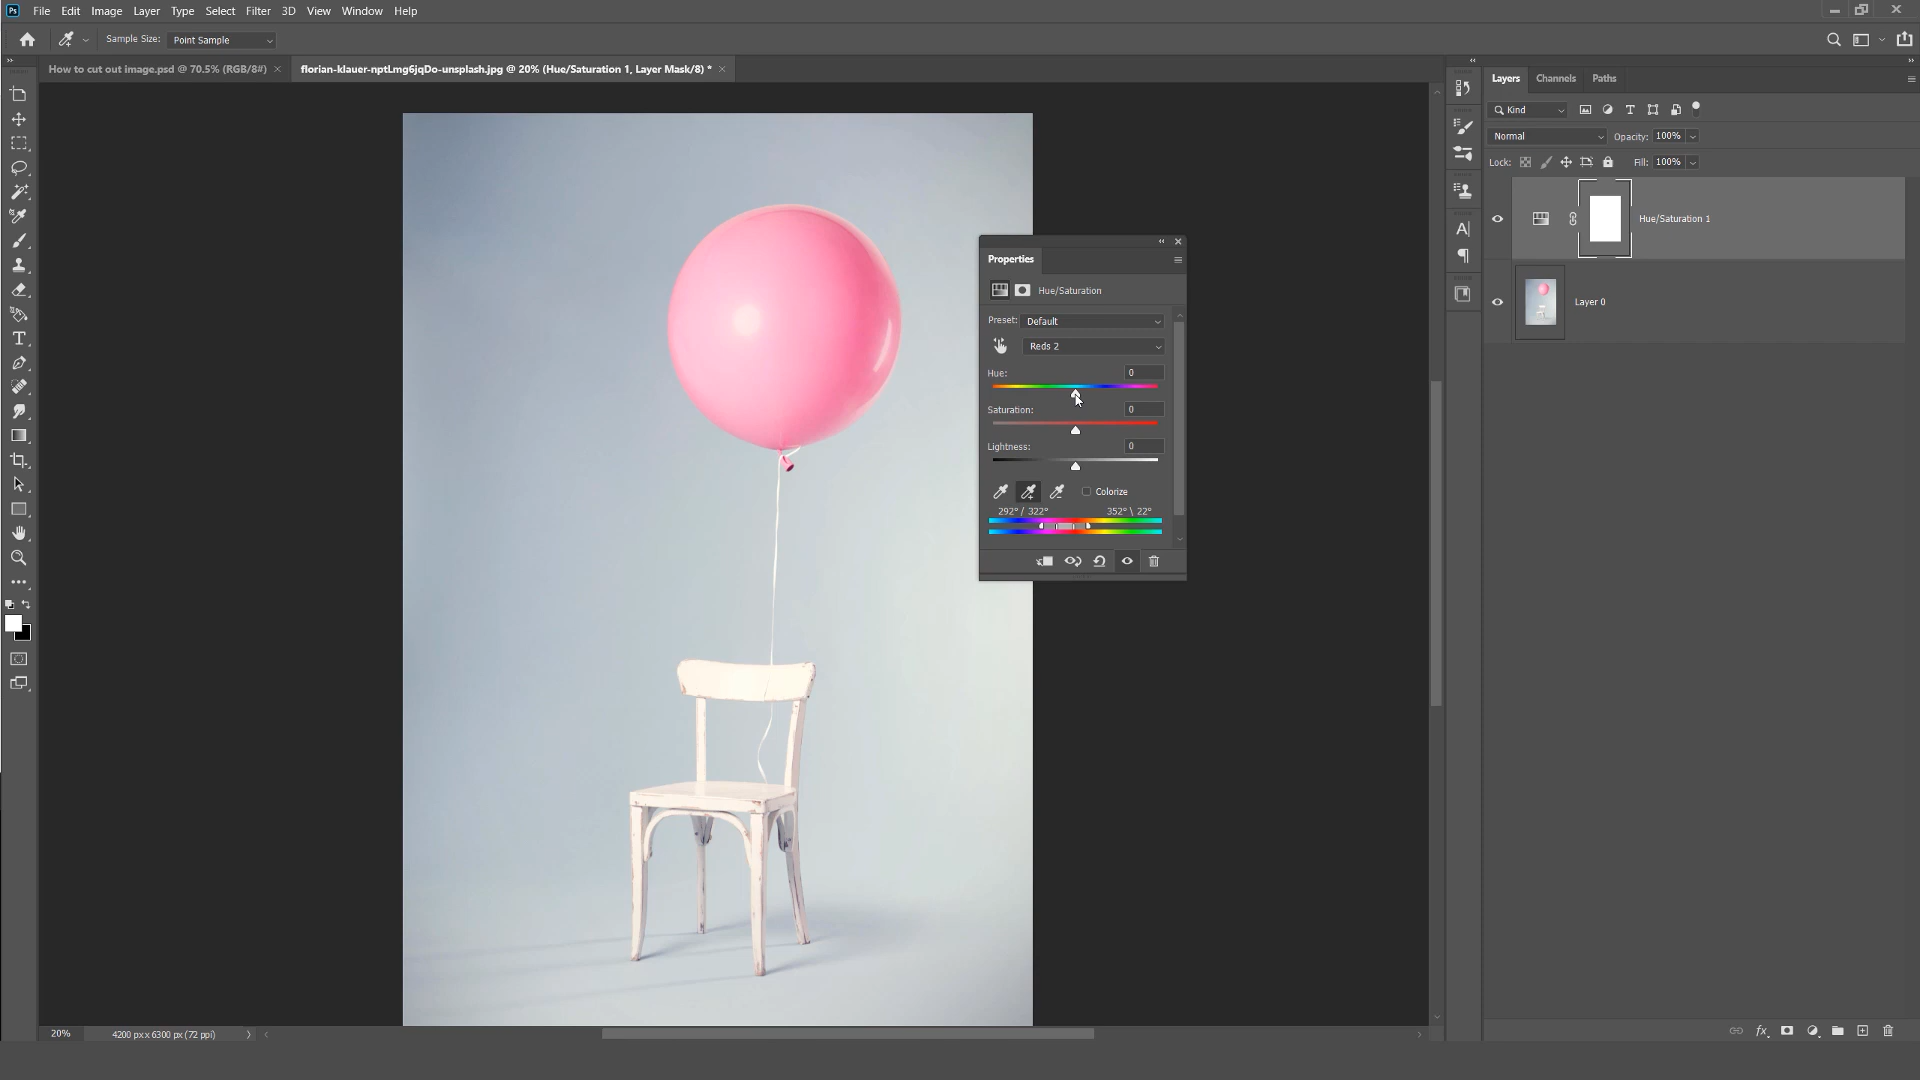 Ps File Edit Image Layer Type Select Filter 3D View Window Help
Sample Size: Point Sample
How to cut out image.psd @ 70.5% (RGB/8#) × florian-klauer-nptLmg6jqDo-unsplash.jpg @ 20% (Hue/Saturation 1, Layer Mask/8) * ×
Layers Channels Paths
Kind
Normal Opacity: 100%
Lock: Fill: 100%
Hue/Saturation 1
Layer 0
Properties
Hue/Saturation
Preset: Default
Reds 2
Hue: 0
Saturation: 0
Lightness: 0
Colorize
292° / 322° 352° \ 22°
20% 4200 px x 6300 px (72 ppi)